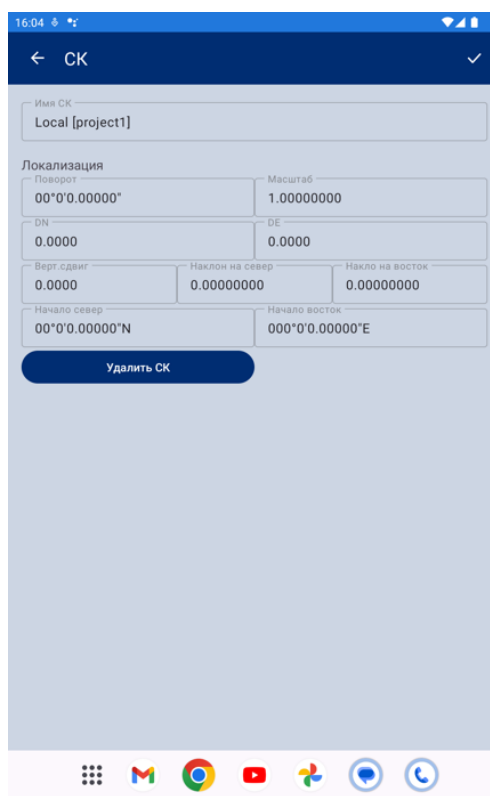 16:04
СК
Имя СК
Local [project1]
Локализация
Поворот Масштаб
00°0'0.00000" 1.00000000
DN DE
0.0000 0.0000
Верт.сдвиг Наклон на север Накло на восток
0.0000 0.00000000 0.00000000
Начало север Начало восток
00°0'0.00000"N 000°0'0.00000"E
Удалить СК